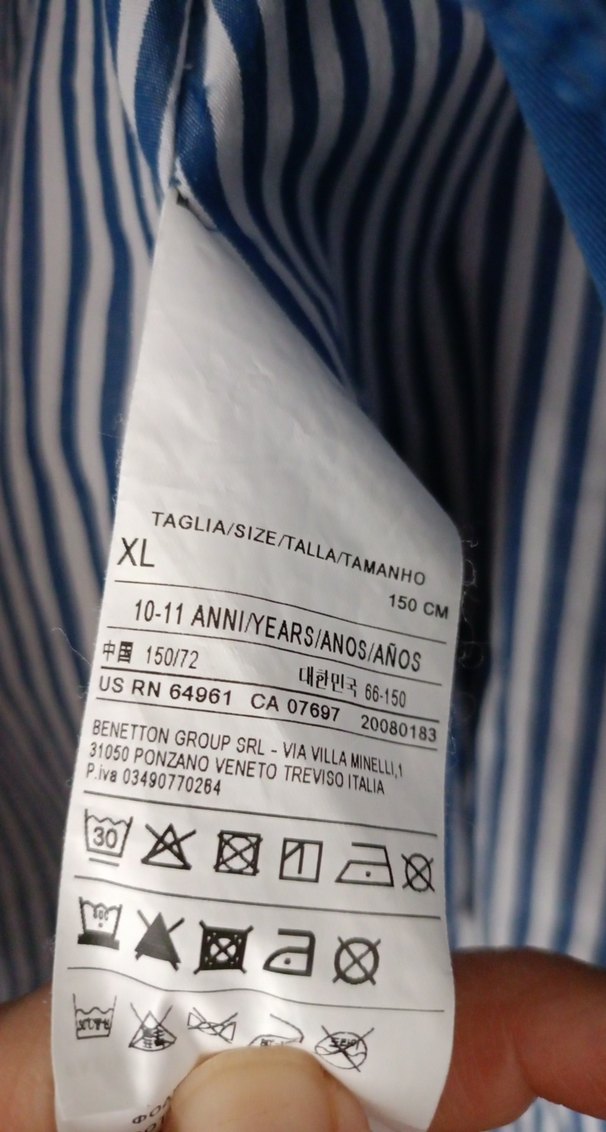 TAGLIA/SIZE/TALLA/TAMANHO
XL
150 CM
10-11 ANNI/YEARS/ANOS/AÑOS
中国 150/72 대한민국 66-150
US RN 64961 CA 07697 20080183
BENETTON GROUP SRL - VIA VILLA MINELLI,1
31050 PONZANO VENETO TREVISO ITALIA
P.iva 03490770264
30